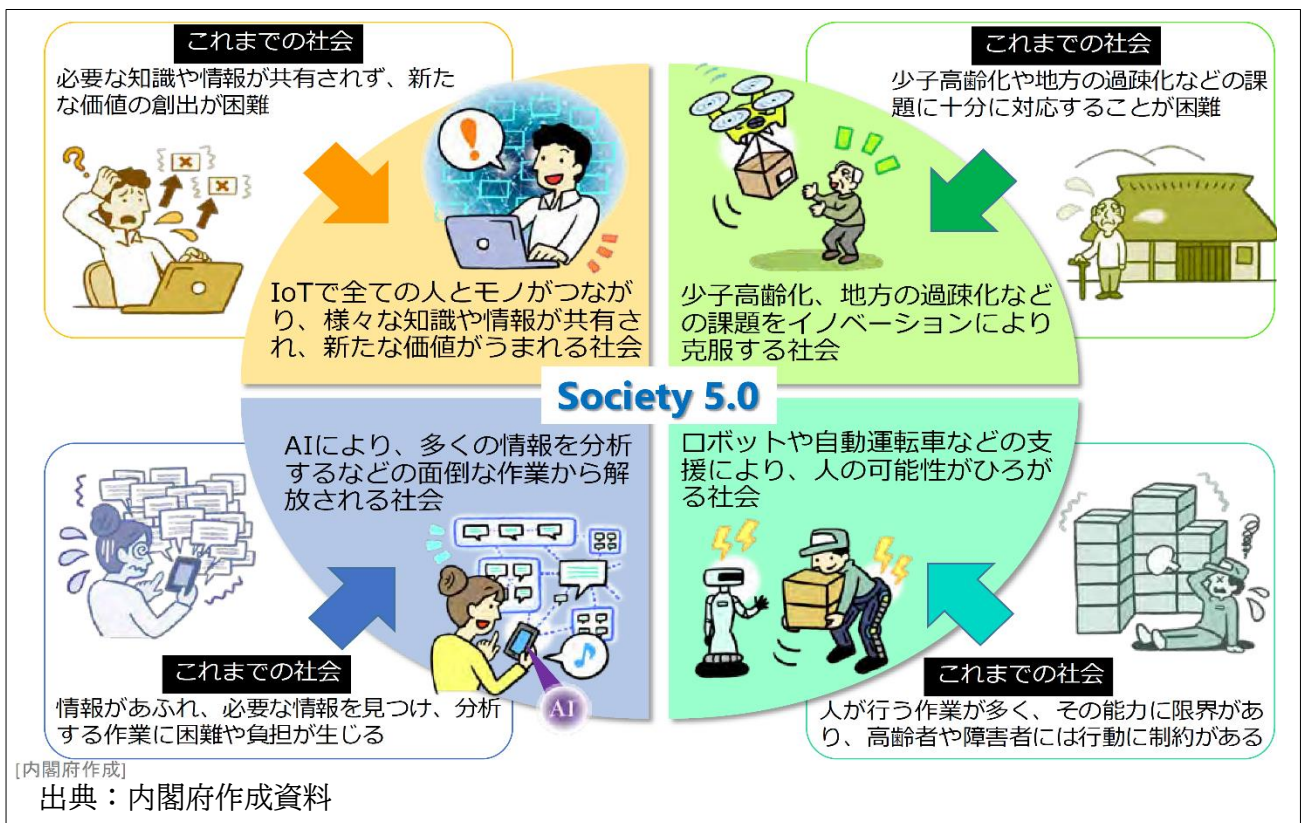 これまでの社会
必要な知識や情報が共有されず、新た
な価値の創出が困難
これまでの社会
少子高齢化や地方の過疎化などの課
題に十分に対応することが困難
IoTで全ての人とモノがつなが
り、様々な知識や情報が共有さ
れ、新たな価値がうまれる社会
少子高齢化、地方の過疎化など
の課題をイノベーションにより
克服する社会
Society 5.0
AIにより、多くの情報を分析
するなどの面倒な作業から解
放される社会
ロボットや自動運転車などの支
援により、人の可能性がひろが
る社会
AI
これまでの社会
情報があふれ、必要な情報を見つけ、分析
する作業に困難や負担が生じる
これまでの社会
人が行う作業が多く、その能力に限界があ
り、高齢者や障害者には行動に制約がある
[内閣府作成]
出典：内閣府作成資料